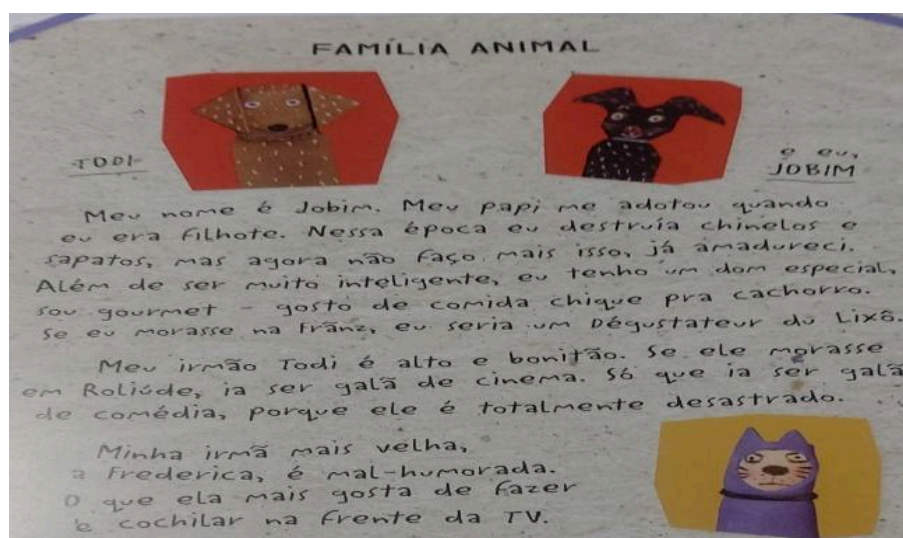 FAMÍLIA ANIMAL
TODI
e eu,
JOBIM
Meu nome é Jobim. Meu papi me adotou quando
eu era filhote. Nessa época eu destruía chinelos e
sapatos, mas agora não faço mais isso, já amadureci.
Além de ser muito inteligente, eu tenho um dom especial,
sou gourmet - gosto de comida chique pra cachorro.
Se eu morasse na Franz, eu seria um Dégustateur du Lixô.
Meu irmão Todi é alto e bonitão. Se ele morasse
em Roliúde, ia ser galã de cinema. Só que ia ser galã
de comédia, porque ele é totalmente desastrado.
Minha irmã mais velha,
a Frederica, é mal-humorada.
O que ela mais gosta de fazer
é cochilar na frente da TV.